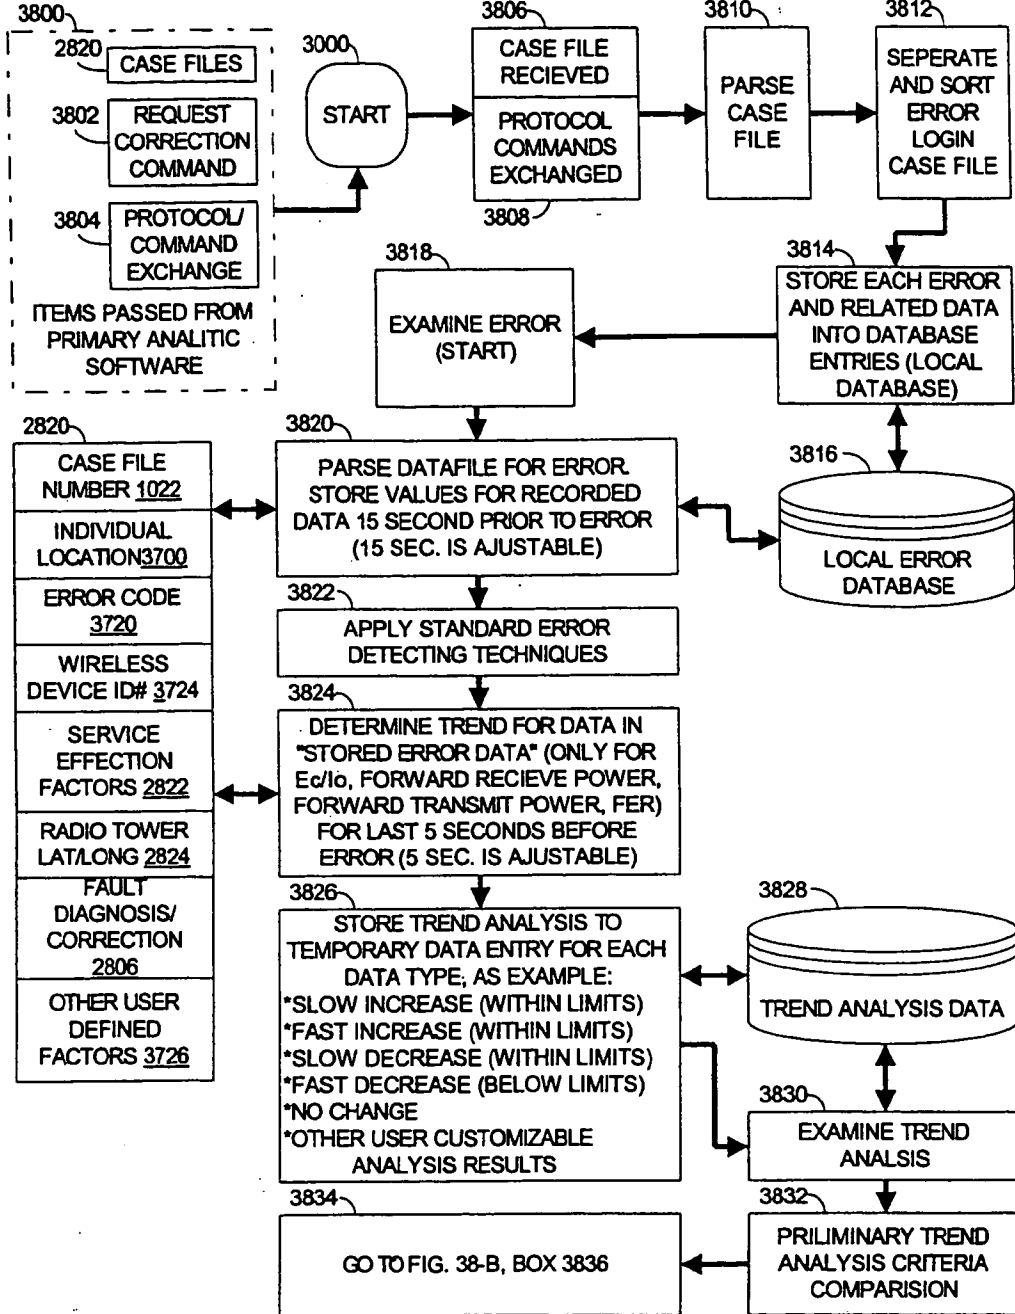 3800
2820
CASE FILES
3802
REQUEST
CORRECTION
COMMAND
3804
PROTOCOL/
COMMAND
EXCHANGE
ITEMS PASSED FROM
PRIMARY ANALITIC
SOFTWARE
3000
START
3806
CASE FILE
RECIEVED
PROTOCOL
COMMANDS
EXCHANGED
3808
3810
PARSE
CASE
FILE
3812
SEPERATE
AND SORT
ERROR
LOGIN
CASE FILE
3814
STORE EACH ERROR
AND RELATED DATA
INTO DATABASE
ENTRIES (LOCAL
DATABASE)
3816
LOCAL ERROR
DATABASE
3818
EXAMINE ERROR
(START)
3820
PARSE DATAFILE FOR ERROR.
STORE VALUES FOR RECORDED
DATA 15 SECOND PRIOR TO ERROR
(15 SEC. IS AJUSTABLE)
2820
CASE FILE
NUMBER 1022
INDIVIDUAL
LOCATION3700
ERROR CODE
3720
WIRELESS
DEVICE ID# 3724
SERVICE
EFFECTION
FACTORS 2822
RADIO TOWER
LAT/LONG 2824
FAULT
DIAGNOSIS/
CORRECTION
2806
OTHER USER
DEFINED
FACTORS 3726
3822
APPLY STANDARD ERROR
DETECTING TECHNIQUES
3824
DETERMINE TREND FOR DATA IN
"STORED ERROR DATA" (ONLY FOR
Ec/Io, FORWARD RECIEVE POWER,
FORWARD TRANSMIT POWER, FER)
FOR LAST 5 SECONDS BEFORE
ERROR (5 SEC. IS AJUSTABLE)
3826
STORE TREND ANALYSIS TO
TEMPORARY DATA ENTRY FOR EACH
DATA TYPE; AS EXAMPLE:
*SLOW INCREASE (WITHIN LIMITS)
*FAST INCREASE (WITHIN LIMITS)
*SLOW DECREASE (WITHIN LIMITS)
*FAST DECREASE (BELOW LIMITS)
*NO CHANGE
*OTHER USER CUSTOMIZABLE
ANALYSIS RESULTS
3828
TREND ANALYSIS DATA
3830
EXAMINE TREND
ANALSIS
3832
PRILIMINARY TREND
ANALYSIS CRITERIA
COMPARISION
3834
GO TO FIG. 38-B, BOX 3836